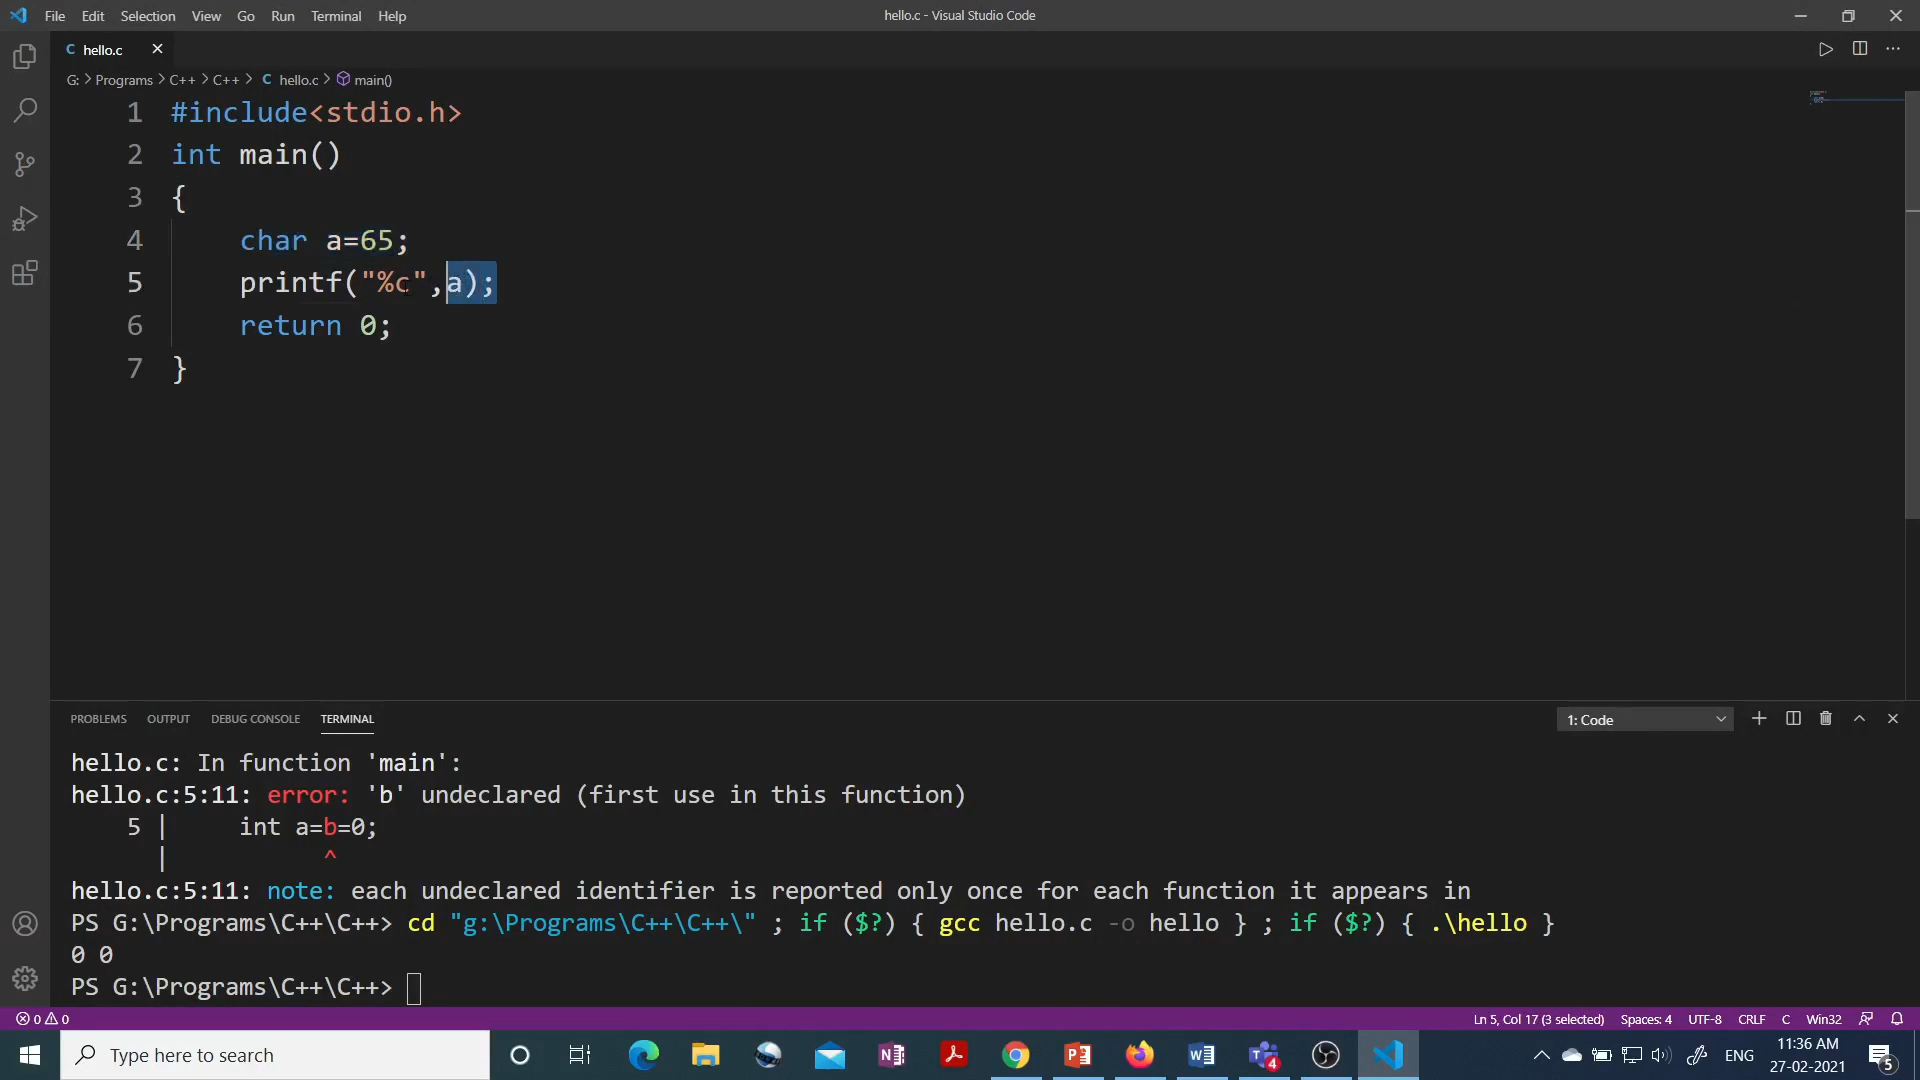 File Edit Selection View Go Run Terminal Help
hello.c - Visual Studio Code
C hello.c
G: > Programs > C++ > C++ > C hello.c > main()
1 #include<stdio.h>
2 int main()
3 {
4 char a=65;
5 printf("%c",a);
6 return 0;
7 }
PROBLEMS OUTPUT DEBUG CONSOLE TERMINAL
1: Code
hello.c: In function 'main':
hello.c:5:11: error: 'b' undeclared (first use in this function)
5 | int a=b=0;
| ^
hello.c:5:11: note: each undeclared identifier is reported only once for each function it appears in
PS G:\Programs\C++\C++> cd "g:\Programs\C++\C++\" ; if ($?) { gcc hello.c -o hello } ; if ($?) { .\hello }
0 0
PS G:\Programs\C++\C++>
0 0
Ln 5, Col 17 (3 selected) Spaces: 4 UTF-8 CRLF C Win32
Type here to search
4
ENG
11:36 AM
27-02-2021
5